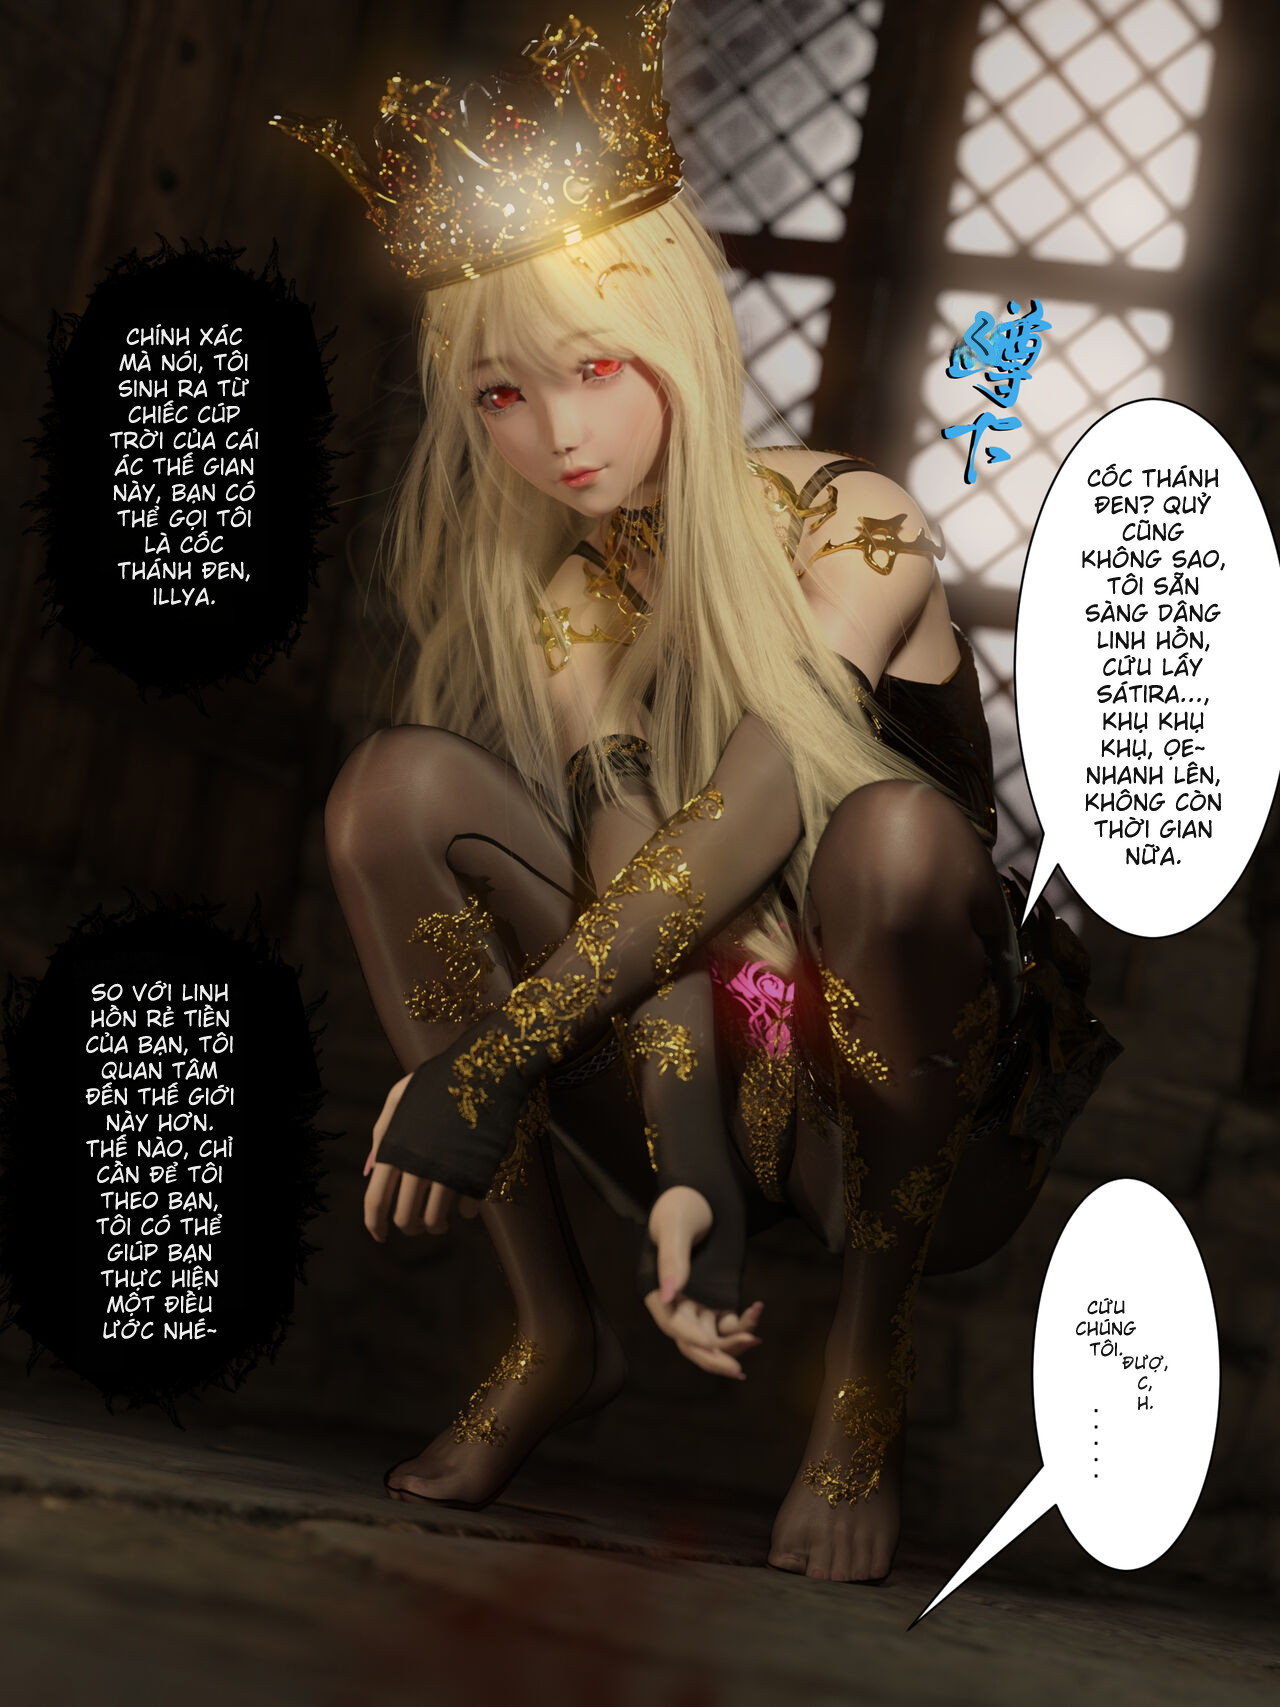 CHÍNH XÁC
MÀ NÓI, TÔI
SINH RA TỪ
CHIẾC CÚP
TRỜI CỦA CÁI
ÁC THẾ GIAN
NÀY, BẠN CÓ
THỂ GỌI TÔI
LÀ CỐC
THÁNH ĐEN,
ILLYA.
CỐC THÁNH
ĐEN? QUỶ
CŨNG
KHÔNG SAO,
TÔI SẴN
SÀNG DÂNG
LINH HỒN,
CỨU LẤY
SÁTIRA...,
KHỤ KHỤ
KHỤ, ỌE~
NHANH LÊN,
KHÔNG CÒN
THỜI GIAN
NỮA.
SO VỚI LINH
HỒN RẺ TIỀN
CỦA BẠN, TÔI
QUAN TÂM
ĐẾN THẾ GIỚI
NÀY HƠN.
THẾ NÀO, CHỈ
CẦN ĐỂ TÔI
THEO BẠN,
TÔI CÓ THỂ
GIÚP BẠN
THỰC HIỆN
MỘT ĐIỀU
ƯỚC NHÉ~
CỨU
CHÚNG
TÔI.
ĐƯỢ,
C,
H.
.....